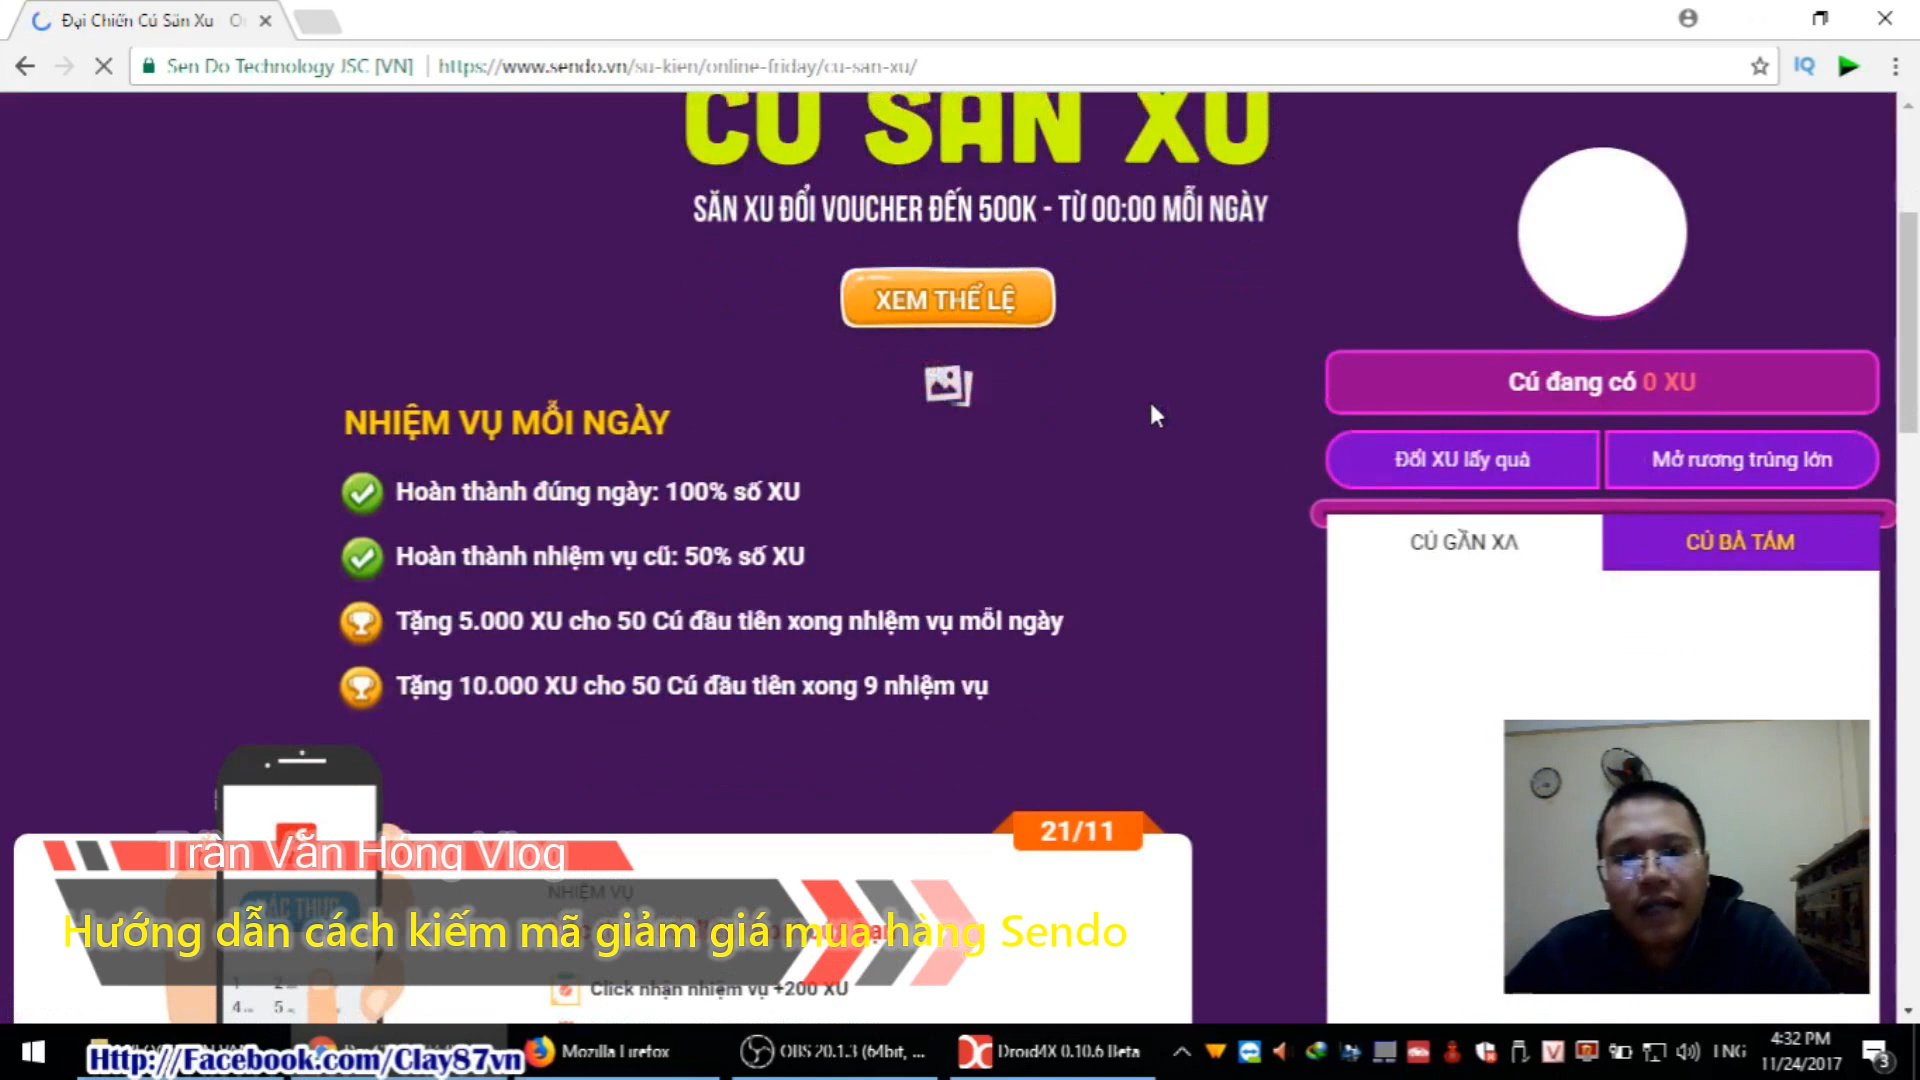 Đại Chiến Cú Săn Xu
Sen Do Technology JSC [VN]
https://www.sendo.vn/su-kien/online-friday/cu-san-xu/
IQ
CÚ SĂN XU
SĂN XU ĐỔI VOUCHER ĐẾN 500K - TỪ 00:00 MỖI NGÀY
XEM THỂ LỆ
Cú đang có 0 XU
Đổi XU lấy quà
Mở rương trúng lớn
CÚ GẦN XA
CÚ BÀ TÁM
NHIỆM VỤ MỖI NGÀY
Hoàn thành đúng ngày: 100% số XU
Hoàn thành nhiệm vụ cũ: 50% số XU
Tặng 5.000 XU cho 50 Cú đầu tiên xong nhiệm vụ mỗi ngày
Tặng 10.000 XU cho 50 Cú đầu tiên xong 9 nhiệm vụ
21/11
Trần Văn Hóng Vlog
NHIỆM VỤ
XÁC THỰC
Hướng dẫn cách kiếm mã giảm giá mua hàng Sendo
Click nhận nhiệm vụ +200 XU
Http://Facebook.com/Clay87vn
Mozilla Firefox
OBS 20.1.3 (64bit, ...
Droid4X 0.10.6 Beta
ENG
4:32 PM
11/24/2017
3